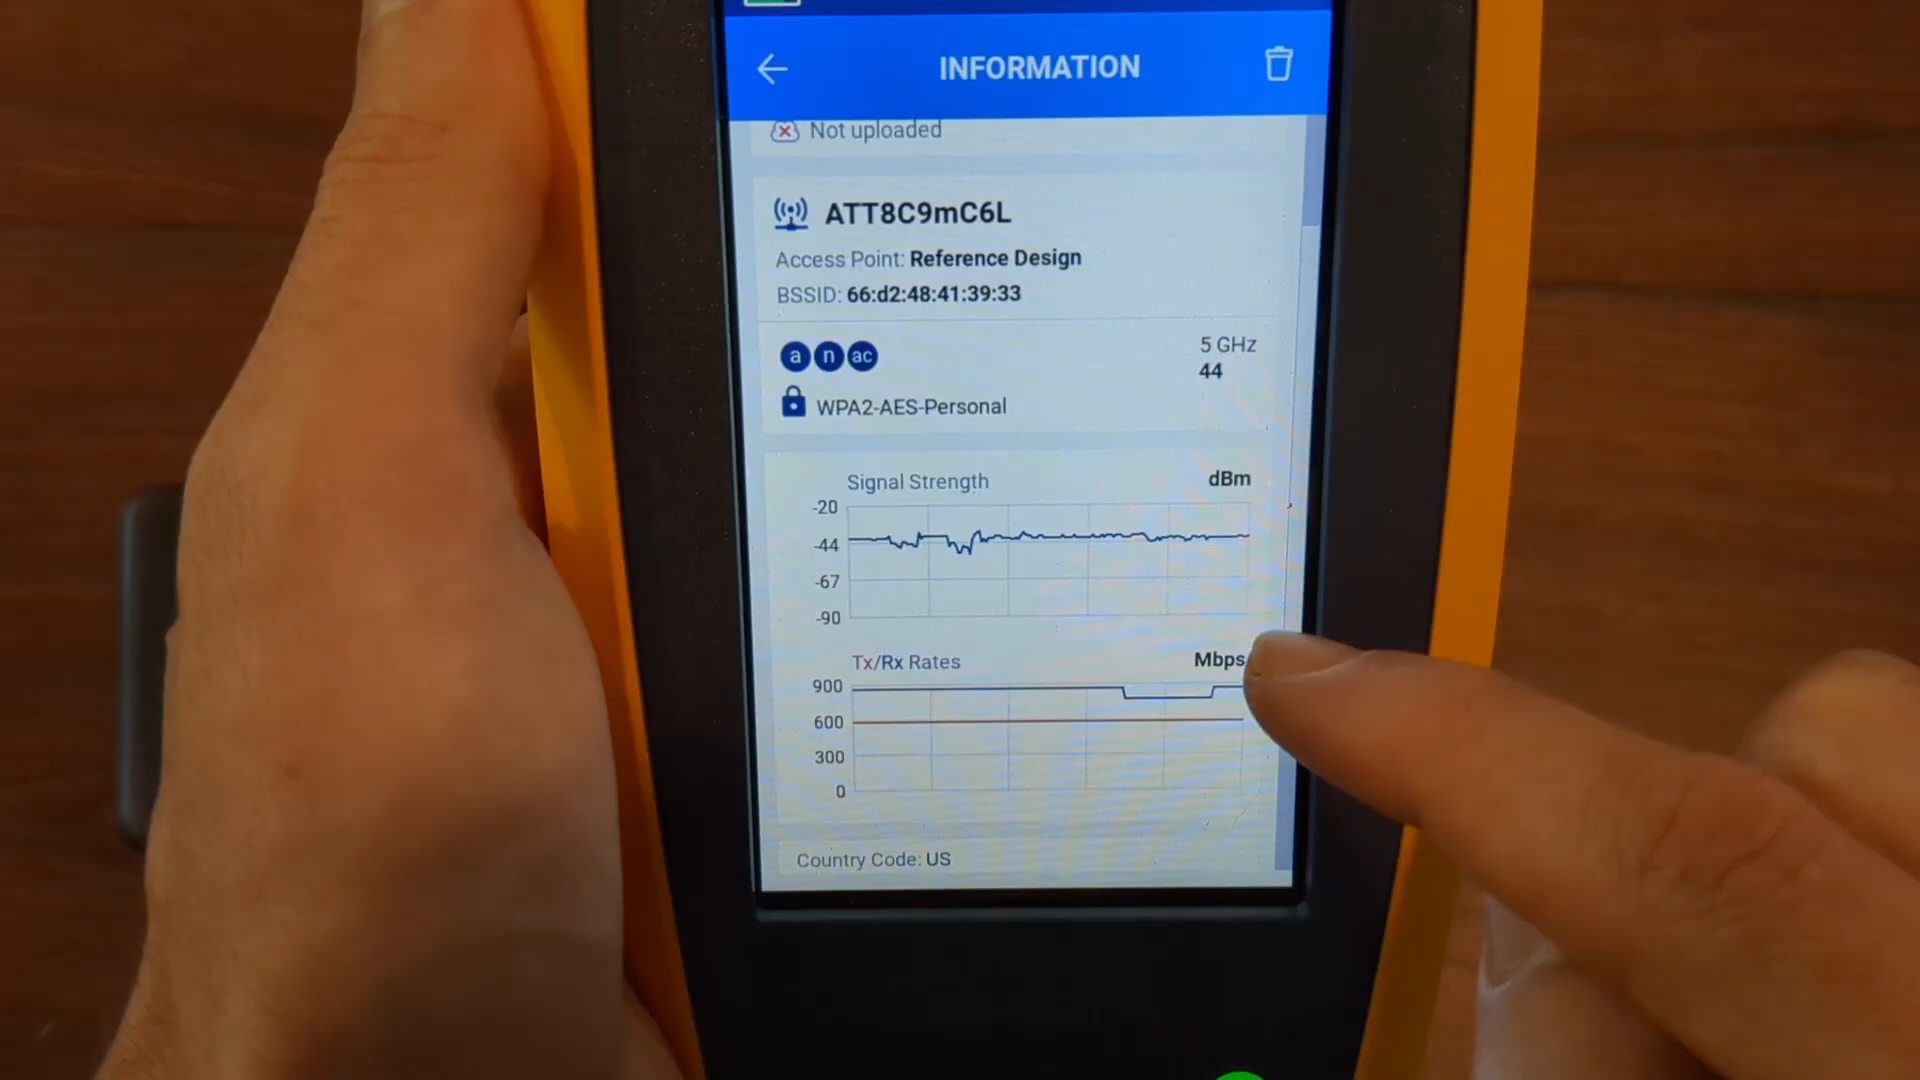 INFORMATION
Not uploaded
ATT8C9mC6L
Access Point: Reference Design
BSSID: 66:d2:48:41:39:33
a n ac
5 GHz
44
WPA2-AES-Personal
Signal Strength dBm
-20
-44
-67
-90
Tx/Rx Rates Mbps
900
600
300
0
Country Code: US